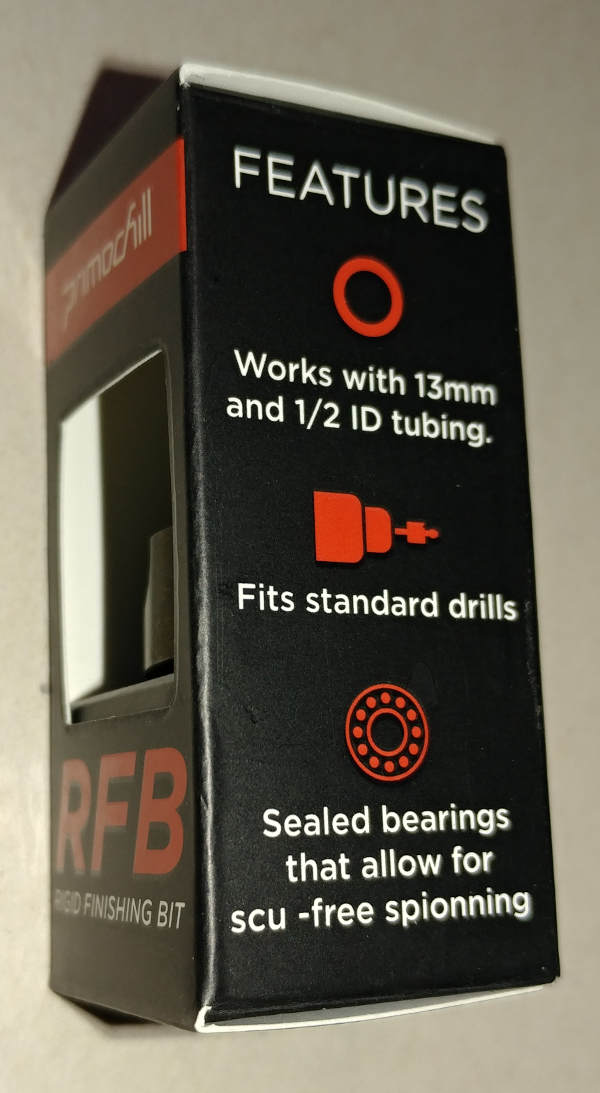 primochill
RFB
RIGID FINISHING BIT
FEATURES
Works with 13mm
and 1/2 ID tubing.
Fits standard drills
Sealed bearings
that allow for
scu -free spionning